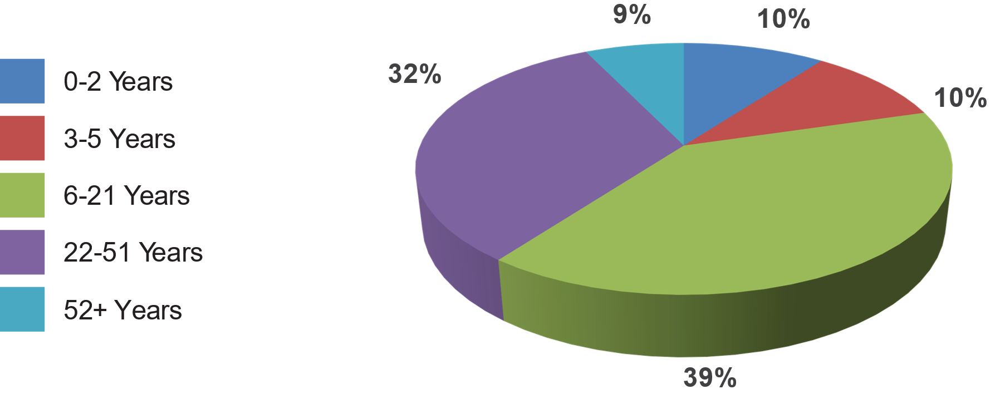 9%
10%
32%
10%
39%
0-2 Years
3-5 Years
6-21 Years
22-51 Years
52+ Years